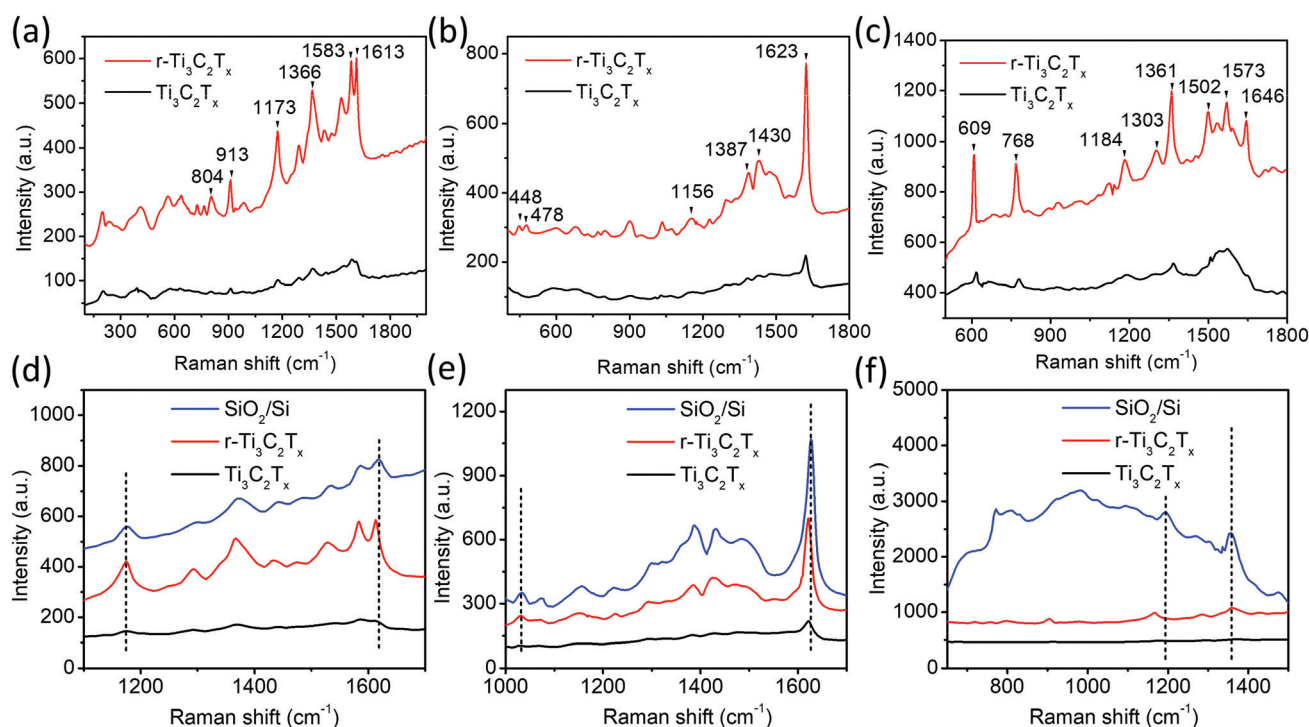 (a)
r-Ti3C2Tx
Ti3C2Tx
1583
1613
1366
1173
913
804
600
500
400
300
200
100
Intensity (a.u.)
300 600 900 1200 1500 1800
Raman shift (cm-1)
(b)
r-Ti3C2Tx
Ti3C2Tx
1623
1430
1387
1156
448
478
800
600
400
200
Intensity (a.u.)
600 900 1200 1500 1800
Raman shift (cm-1)
(c)
r-Ti3C2Tx
Ti3C2Tx
1361
1573
1502
1646
1303
1184
768
609
1400
1200
1000
800
600
400
Intensity (a.u.)
600 900 1200 1500 1800
Raman shift (cm-1)
(d)
SiO2/Si
r-Ti3C2Tx
Ti3C2Tx
1000
800
600
400
200
0
Intensity (a.u.)
1200 1400 1600
Raman shift (cm-1)
(e)
SiO2/Si
r-Ti3C2Tx
Ti3C2Tx
1200
900
600
300
0
Intensity (a.u.)
1000 1200 1400 1600
Raman shift (cm-1)
(f)
SiO2/Si
r-Ti3C2Tx
Ti3C2Tx
5000
4000
3000
2000
1000
0
Intensity (a.u.)
800 1000 1200 1400
Raman shift (cm-1)